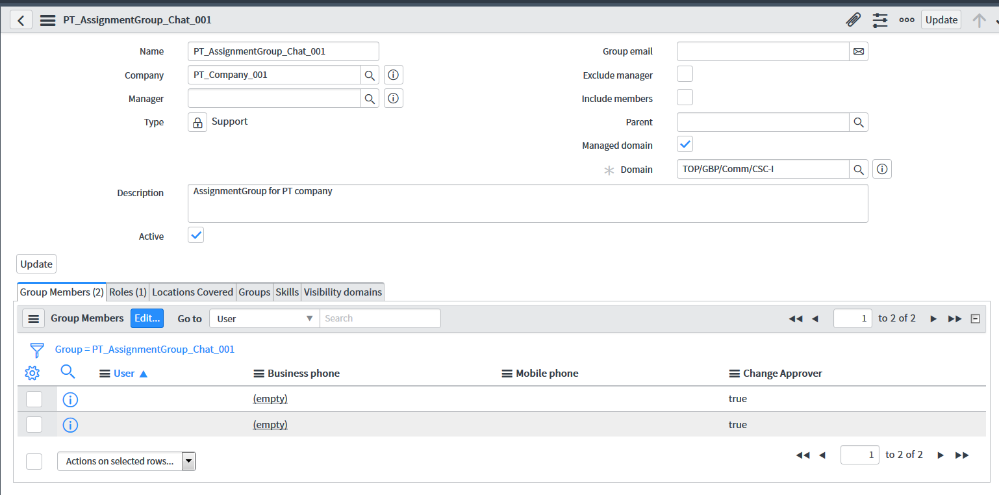 PT_AssignmentGroup_Chat_001
Update
Name PT_AssignmentGroup_Chat_001 Group email
Company PT_Company_001 Exclude manager
Manager Include members
Type Support Parent
Managed domain
Domain TOP/GBP/Comm/CSC-I
Description AssignmentGroup for PT company
Active
Update
Group Members (2) Roles (1) Locations Covered Groups Skills Visibility domains
Group Members Edit... Go to User Search 1 to 2 of 2
Group = PT_AssignmentGroup_Chat_001
User Business phone Mobile phone Change Approver
(empty) true
(empty) true
Actions on selected rows... 1 to 2 of 2